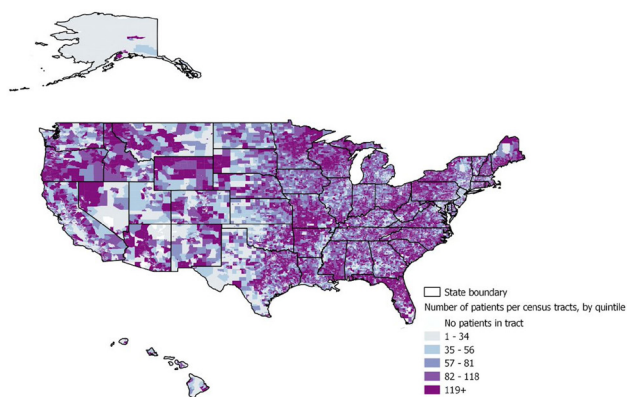 State boundary
Number of patients per census tracts, by quintile
No patients in tract
1 - 34
35 - 56
57 - 81
82 - 118
119+